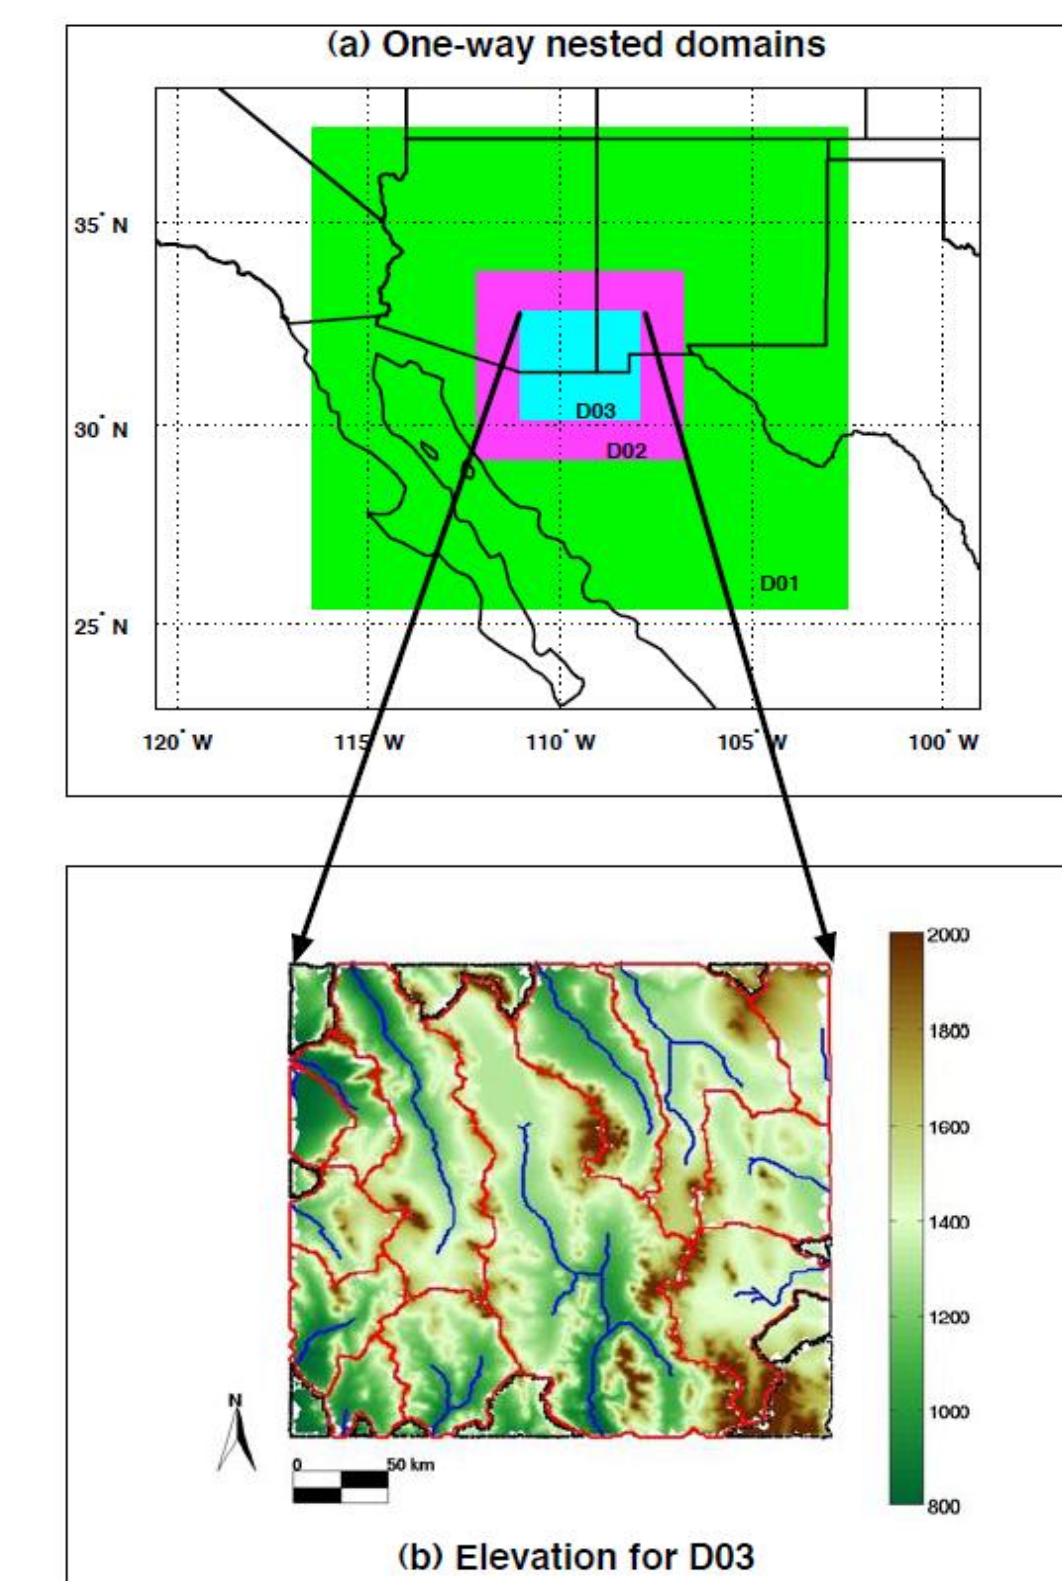 (a) One-way nested domains
35° N
30° N
25° N
D03
D02
D01
120° W
115° W
110° W
105° W
100° W
2000
1800
1600
1400
1200
1000
800
N
0
50 km
(b) Elevation for D03